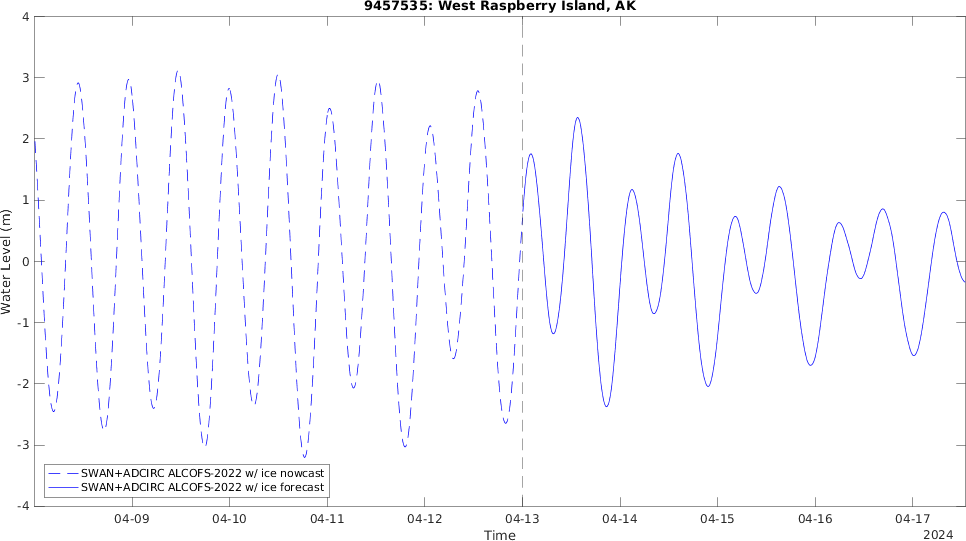 9457535: West Raspberry Island, AK
4
3
2
1
0
-1
-2
-3
-4
Water Level (m)
SWAN+ADCIRC ALCOFS-2022 w/ ice nowcast
SWAN+ADCIRC ALCOFS-2022 w/ ice forecast
04-09 04-10 04-11 04-12 04-13 04-14 04-15 04-16 04-17
Time
2024